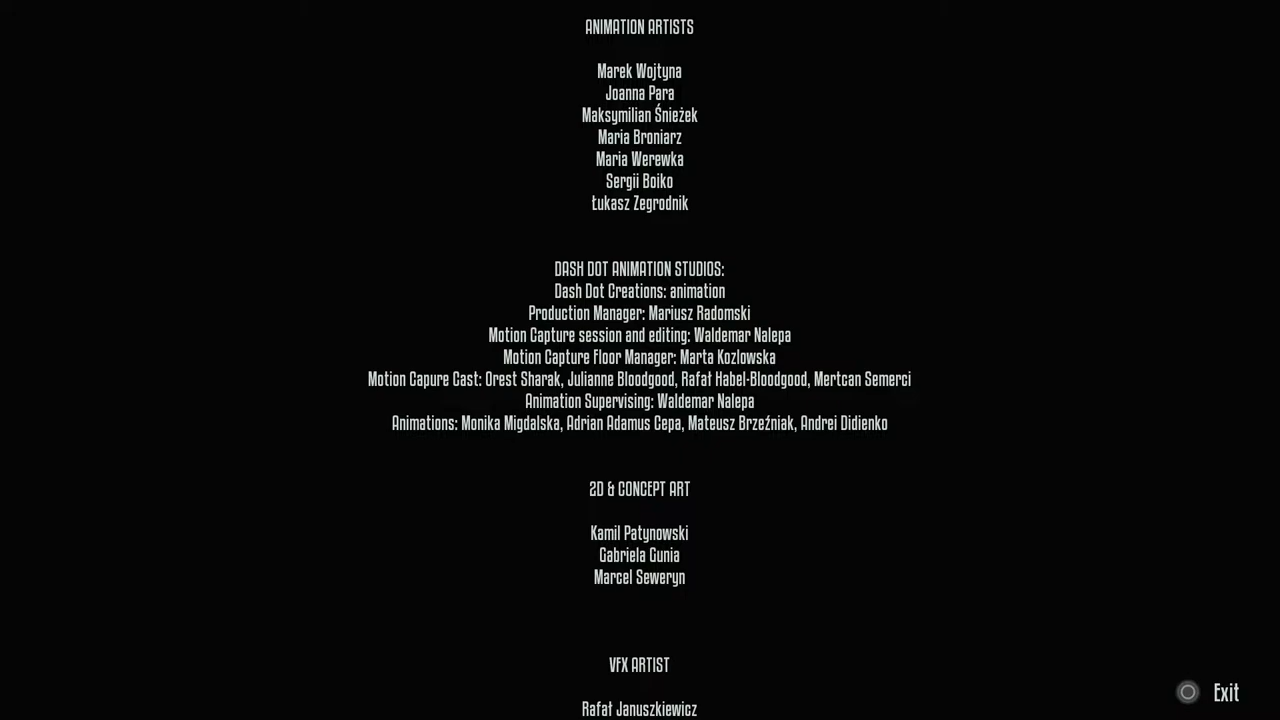 ANIMATION ARTISTS
Marek Wojtyna
Joanna Para
Maksymilian Śnieżek
Maria Broniarz
Maria Werewka
Sergii Boiko
Łukasz Zegrodnik
DASH DOT ANIMATION STUDIOS:
Dash Dot Creations: animation
Production Manager: Mariusz Radomski
Motion Capture session and editing: Waldemar Nalepa
Motion Capture Floor Manager: Marta Kozlowska
Motion Capure Cast: Orest Sharak, Julianne Bloodgood, Rafał Habel-Bloodgood, Mertcan Semerci
Animation Supervising: Waldemar Nalepa
Animations: Monika Migdalska, Adrian Adamus Cepa, Mateusz Brzeźniak, Andrei Didienko
2D & CONCEPT ART
Kamil Patynowski
Gabriela Gunia
Marcel Seweryn
VFX ARTIST
Rafał Januszkiewicz
Exit